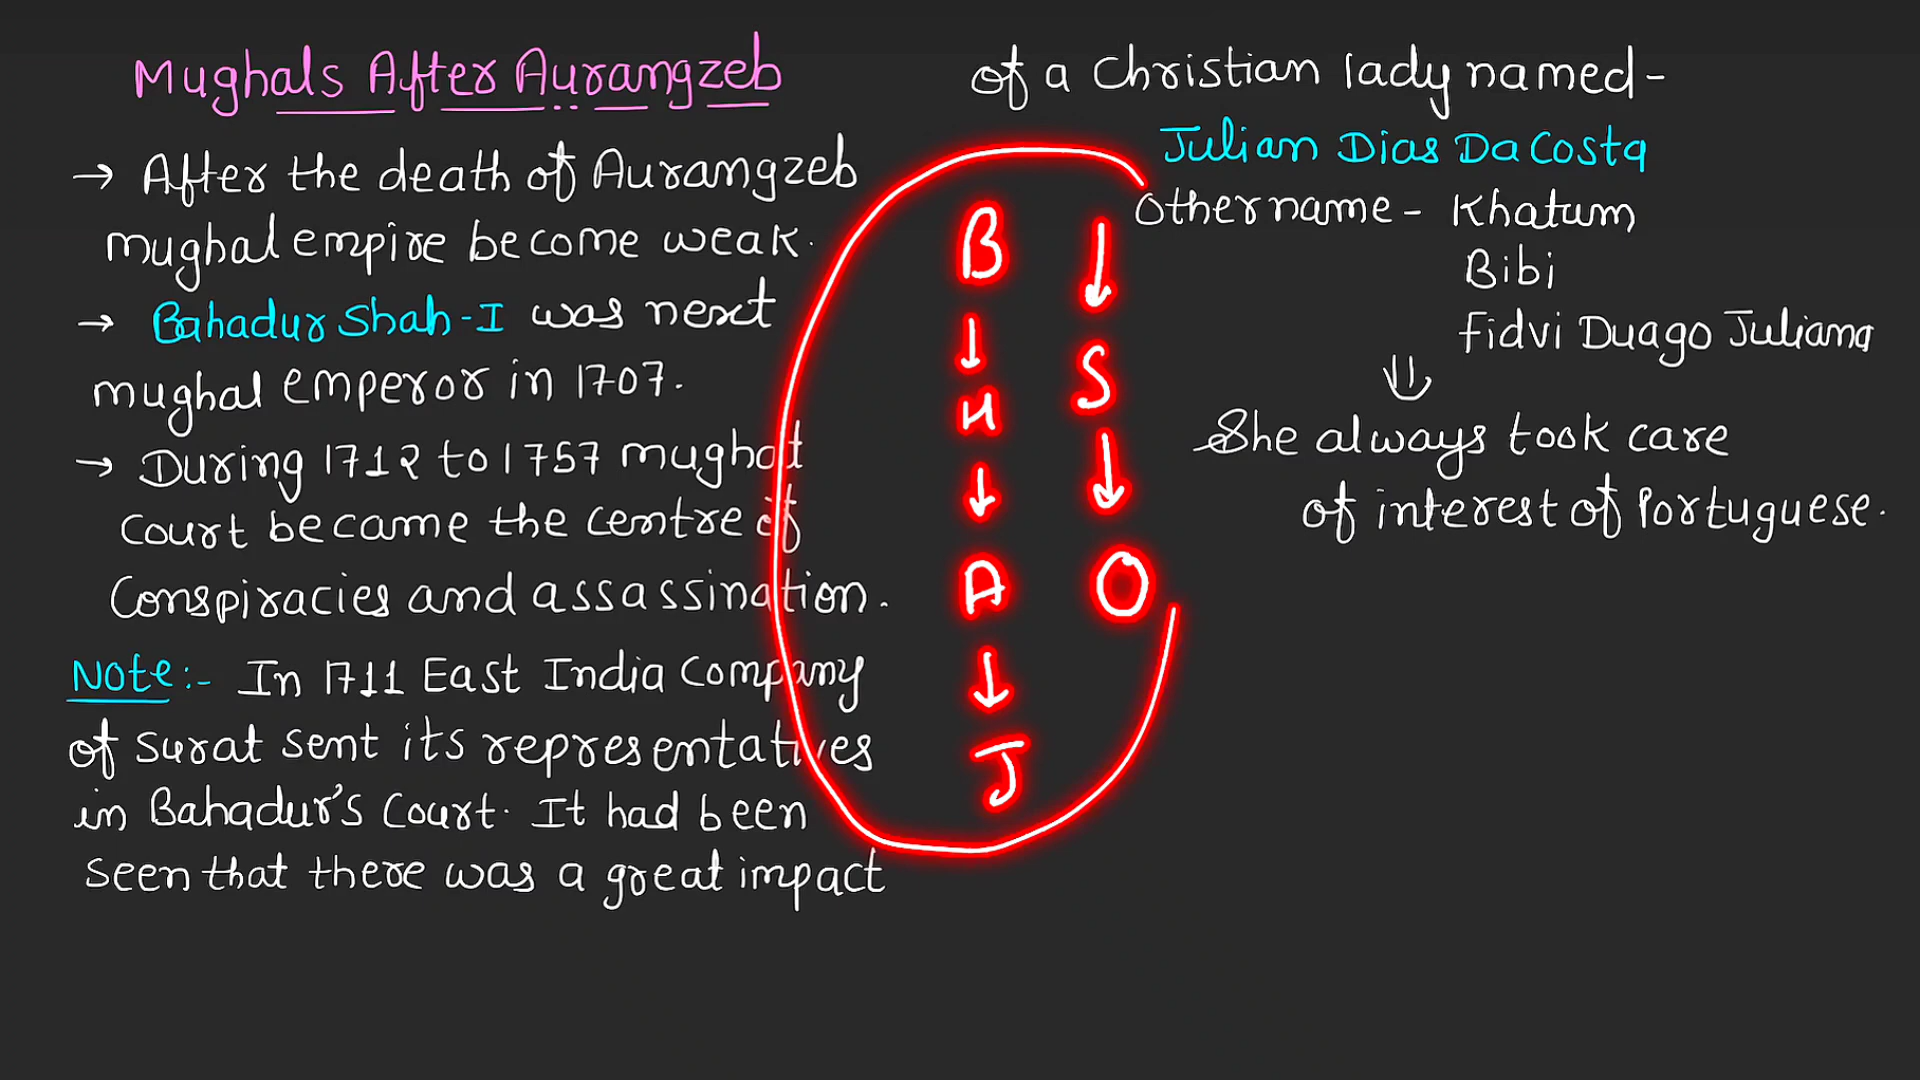 Mughals After Aurangzeb
→ After the death of Aurangzeb
mughal empire become weak.
→ Bahadur Shah-I was next
mughal emperor in 1707.
→ During 1712 to 1757 mughal
court became the centre of
Conspiracies and assassination.
Note:- In 1711 East India Company
of Surat sent its representatives
in Bahadur's Court. It had been
seen that there was a great impact
of a Christian lady named-
Julian Dias Da Costa
Other name - Khatum
Bibi
Fidvi Duago Juliana
⇓
She always took care
of interest of Portuguese.
B
↓
H
↓
A
↓
J
↓
S
↓
O